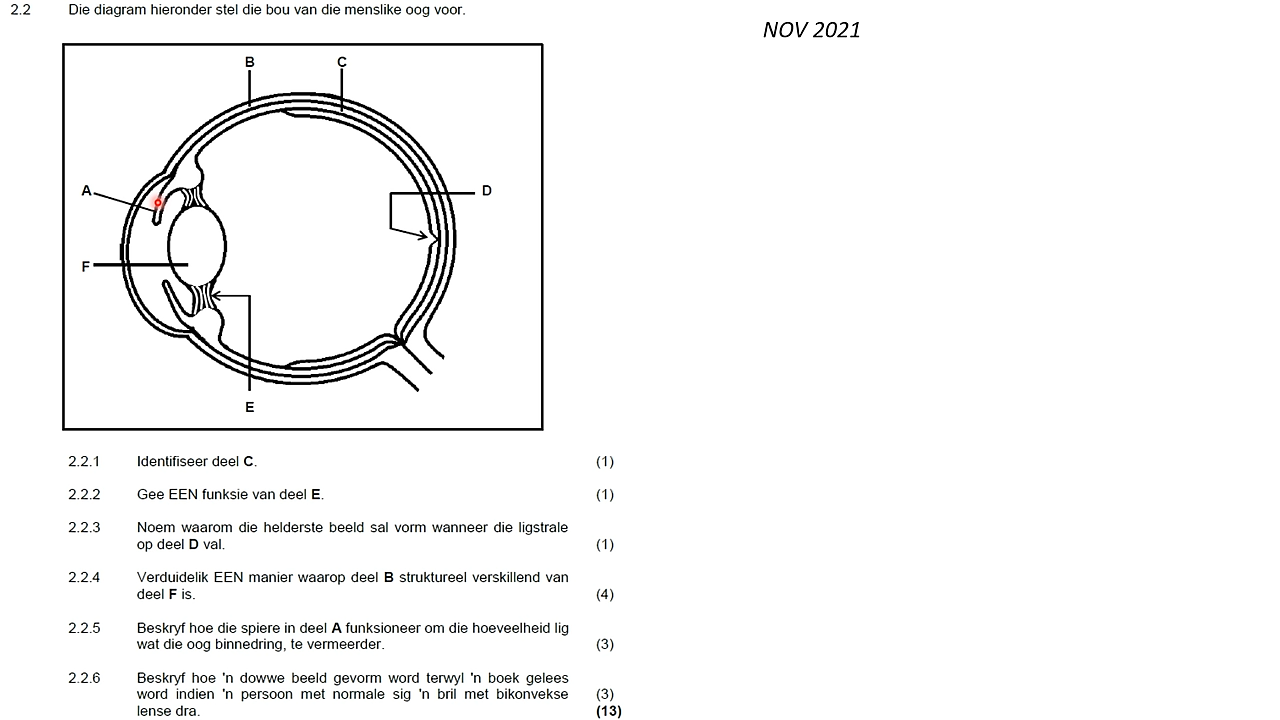 2.2 Die diagram hieronder stel die bou van die menslike oog voor.
NOV 2021
B C
A
D
F
E
2.2.1 Identifiseer deel C. (1)
2.2.2 Gee EEN funksie van deel E. (1)
2.2.3 Noem waarom die helderste beeld sal vorm wanneer die ligstrale
op deel D val. (1)
2.2.4 Verduidelik EEN manier waarop deel B struktureel verskillend van
deel F is. (4)
2.2.5 Beskryf hoe die spiere in deel A funksioneer om die hoeveelheid lig
wat die oog binnedring, te vermeerder. (3)
2.2.6 Beskryf hoe 'n dowwe beeld gevorm word terwyl 'n boek gelees
word indien 'n persoon met normale sig 'n bril met bikonvekse (3)
lense dra. (13)